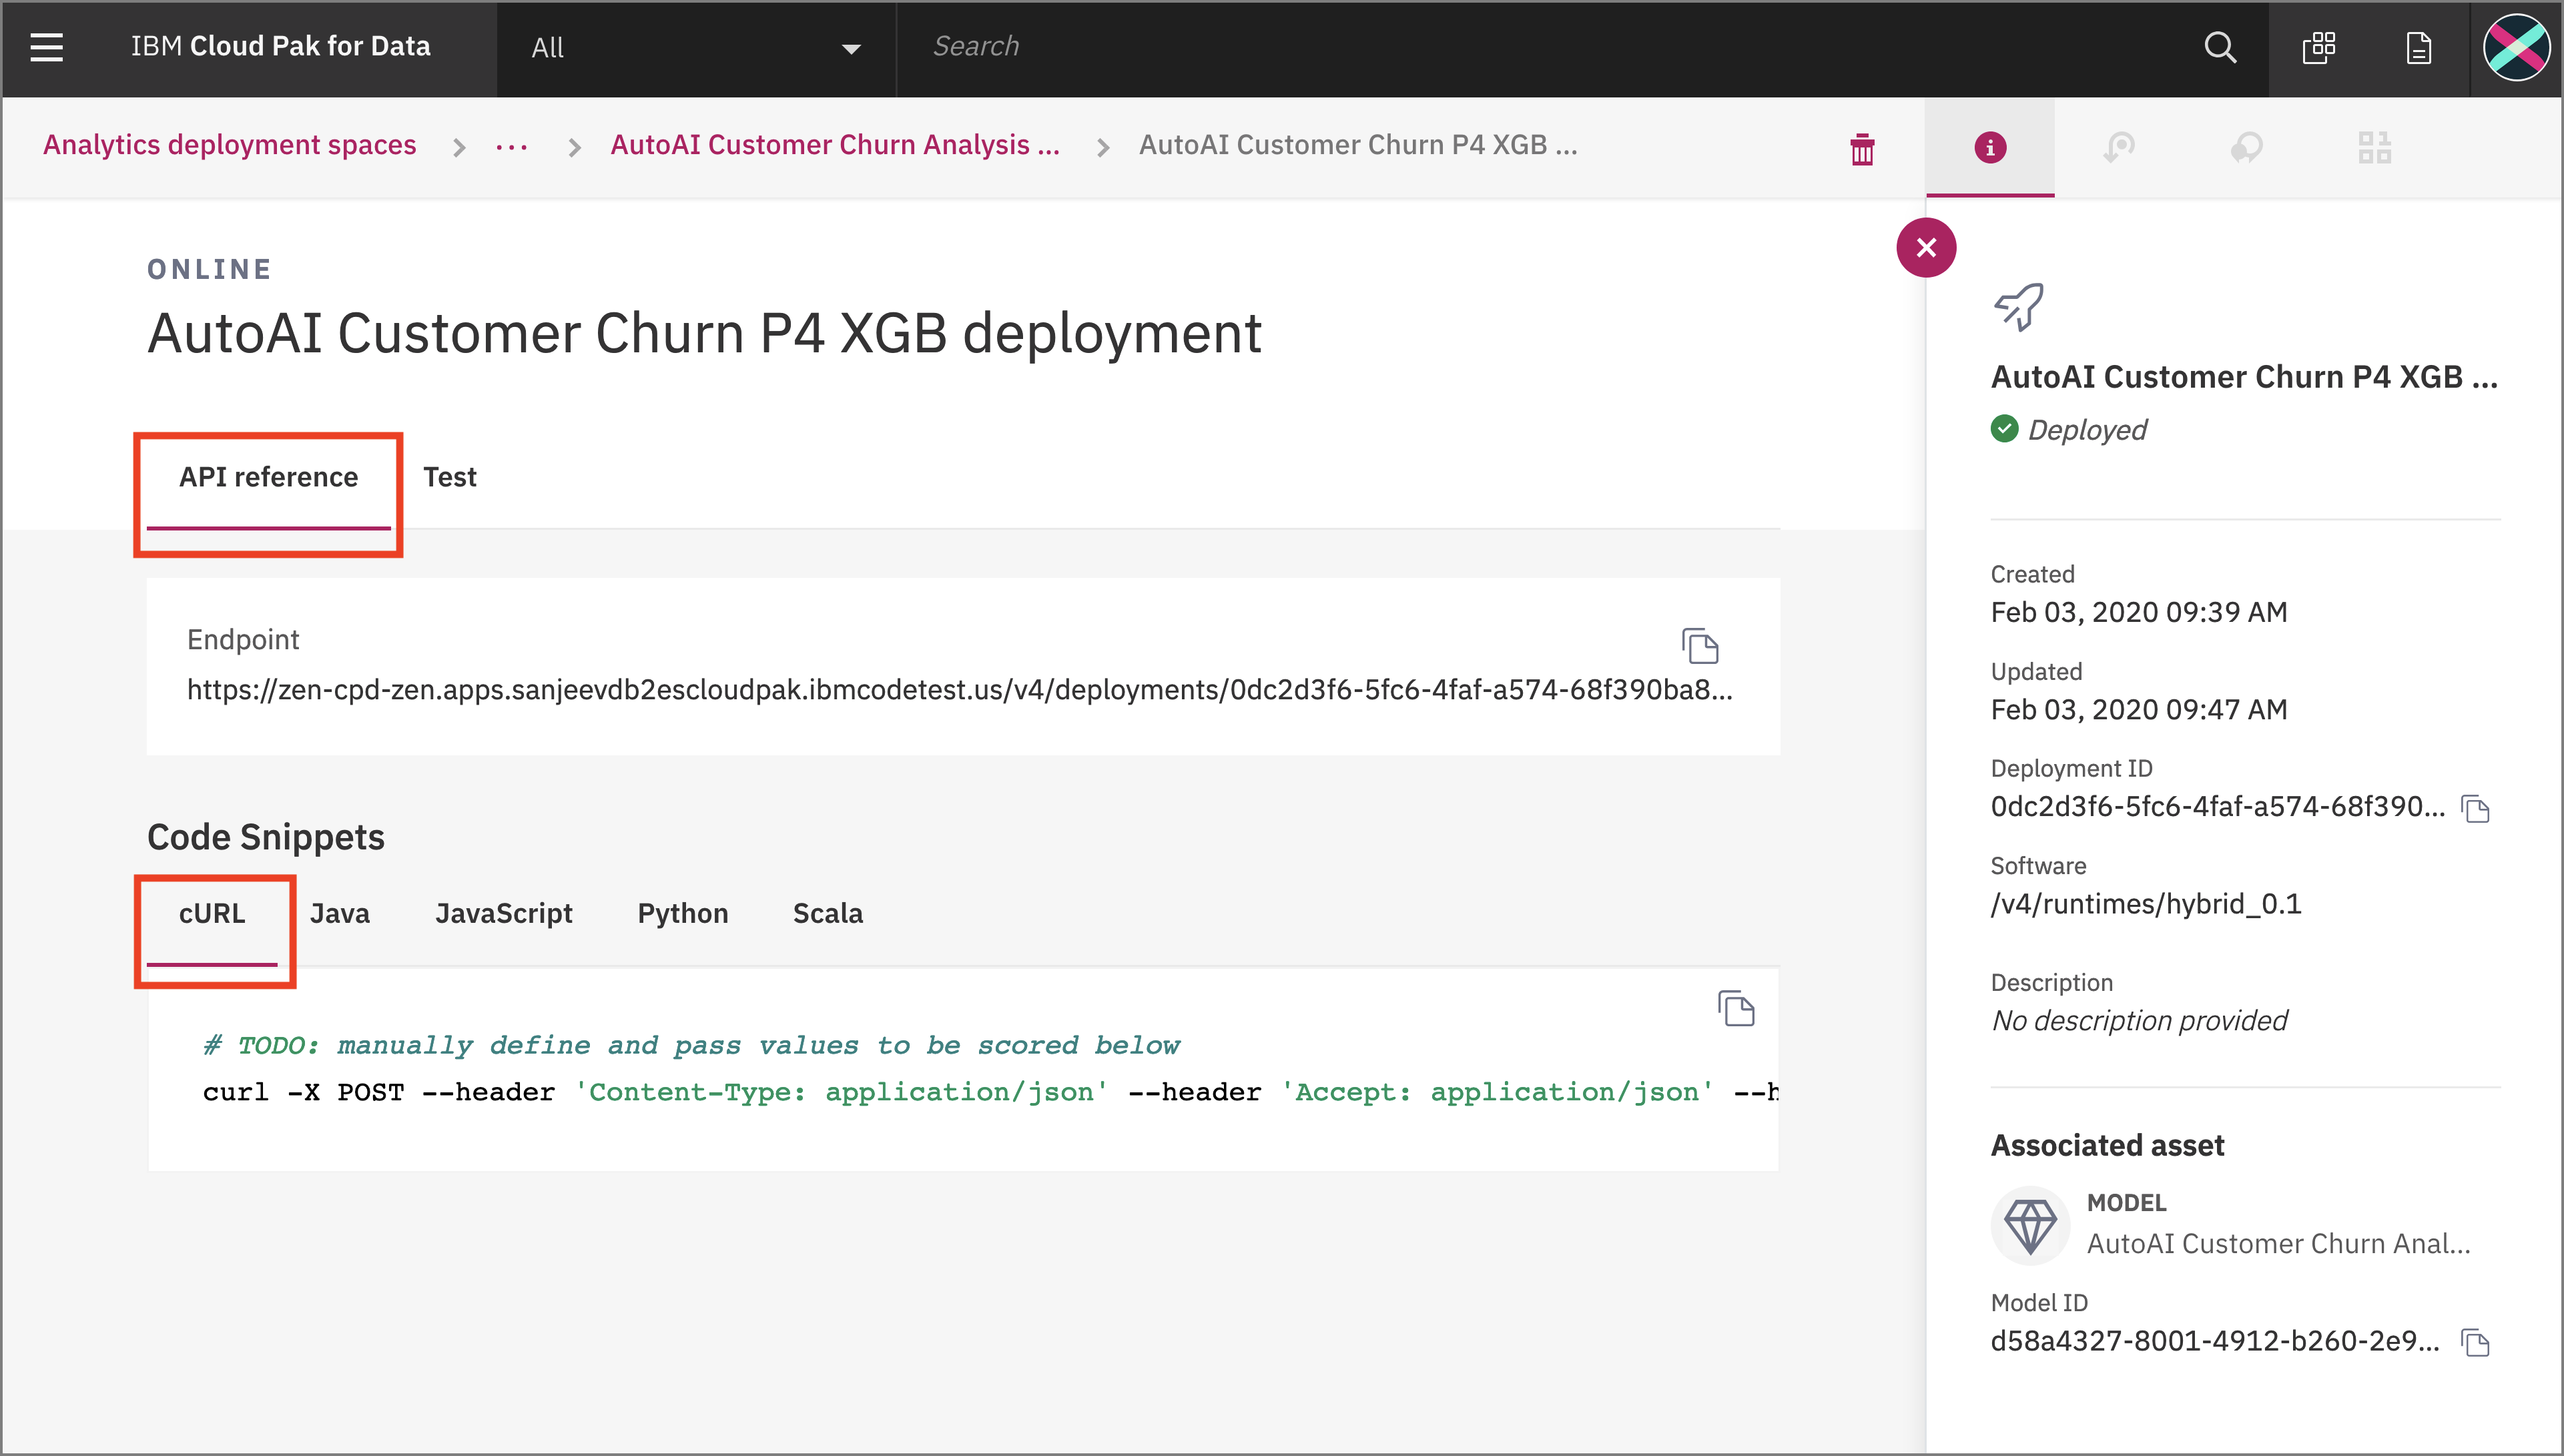 IBM Cloud Pak for Data
All
Search
Analytics deployment spaces > ... > AutoAI Customer Churn Analysis ... > AutoAI Customer Churn P4 XGB ...
ONLINE
AutoAI Customer Churn P4 XGB deployment
API reference
Test
Endpoint
https://zen-cpd-zen.apps.sanjeevdb2escloudpak.ibmcodetest.us/v4/deployments/0dc2d3f6-5fc6-4faf-a574-68f390ba8...
Code Snippets
cURL
Java
JavaScript
Python
Scala
# TODO: manually define and pass values to be scored below
curl -X POST --header 'Content-Type: application/json' --header 'Accept: application/json' --h
AutoAI Customer Churn P4 XGB ...
Deployed
Created
Feb 03, 2020 09:39 AM
Updated
Feb 03, 2020 09:47 AM
Deployment ID
0dc2d3f6-5fc6-4faf-a574-68f390...
Software
/v4/runtimes/hybrid_0.1
Description
No description provided
Associated asset
MODEL
AutoAI Customer Churn Anal...
Model ID
d58a4327-8001-4912-b260-2e9...